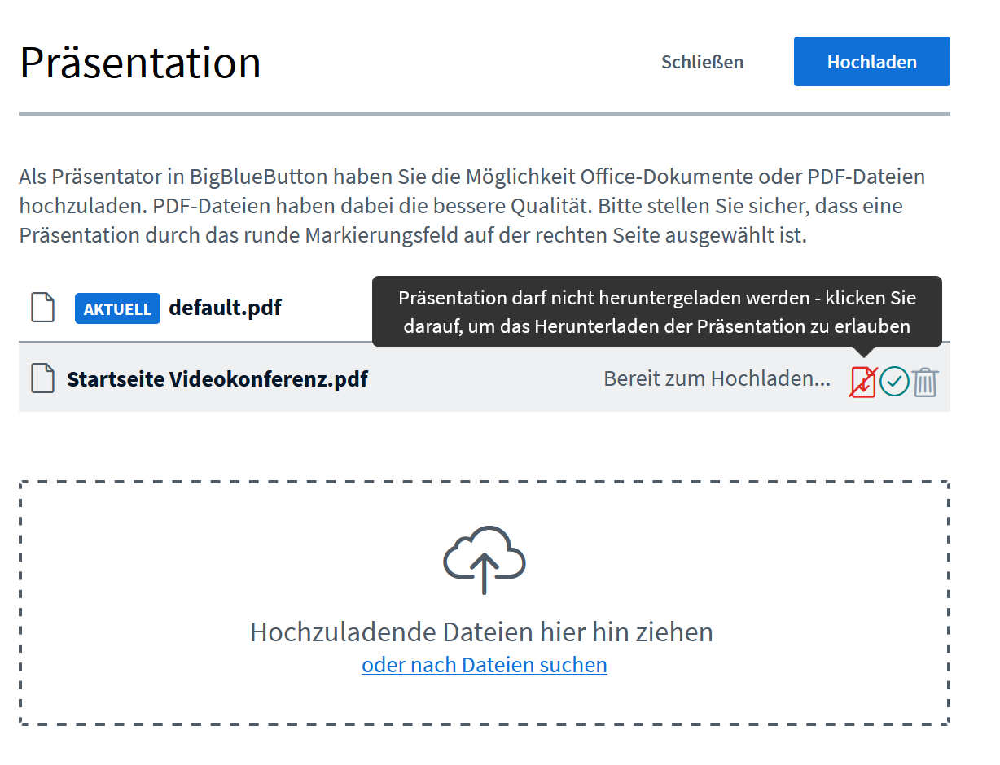 Präsentation
Schließen
Hochladen
Als Präsentator in BigBlueButton haben Sie die Möglichkeit Office-Dokumente oder PDF-Dateien
hochzuladen. PDF-Dateien haben dabei die bessere Qualität. Bitte stellen Sie sicher, dass eine
Präsentation durch das runde Markierungsfeld auf der rechten Seite ausgewählt ist.
AKTUELL default.pdf
Präsentation darf nicht heruntergeladen werden - klicken Sie
darauf, um das Herunterladen der Präsentation zu erlauben
Startseite Videokonferenz.pdf
Bereit zum Hochladen...
Hochzuladende Dateien hier hin ziehen
oder nach Dateien suchen